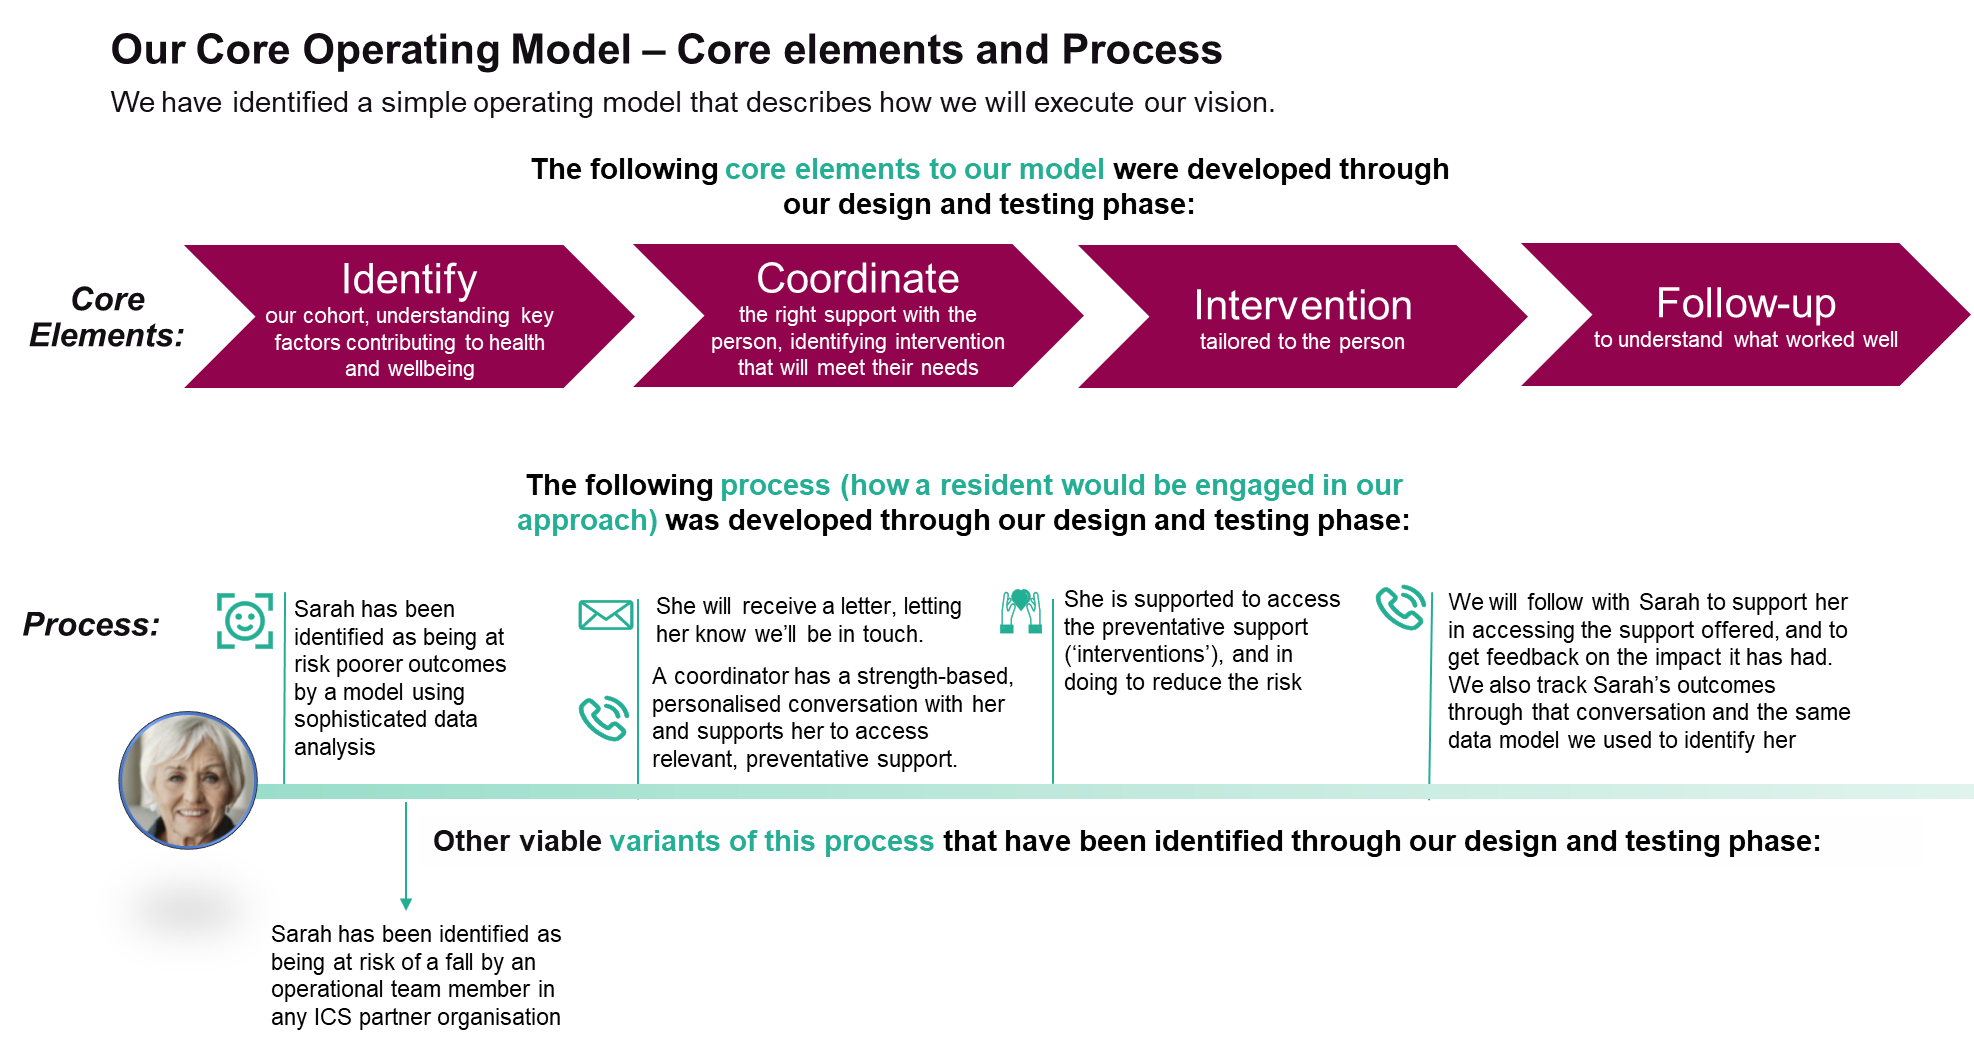 Our Core Operating Model – Core elements and Process
We have identified a simple operating model that describes how we will execute our vision.
The following core elements to our model were developed through
our design and testing phase:
Core
Elements:
Identify
our cohort, understanding key
factors contributing to health
and wellbeing
Coordinate
the right support with the
person, identifying intervention
that will meet their needs
Intervention
tailored to the person
Follow-up
to understand what worked well
The following process (how a resident would be engaged in our
approach) was developed through our design and testing phase:
Process:
Sarah has been
identified as being at
risk poorer outcomes
by a model using
sophisticated data
analysis
She will receive a letter, letting
her know we’ll be in touch.
A coordinator has a strength-based,
personalised conversation with her
and supports her to access
relevant, preventative support.
She is supported to access
the preventative support
(‘interventions’), and in
doing to reduce the risk
We will follow with Sarah to support her
in accessing the support offered, and to
get feedback on the impact it has had.
We also track Sarah’s outcomes
through that conversation and the same
data model we used to identify her
Other viable variants of this process that have been identified through our design and testing phase:
Sarah has been identified as
being at risk of a fall by an
operational team member in
any ICS partner organisation